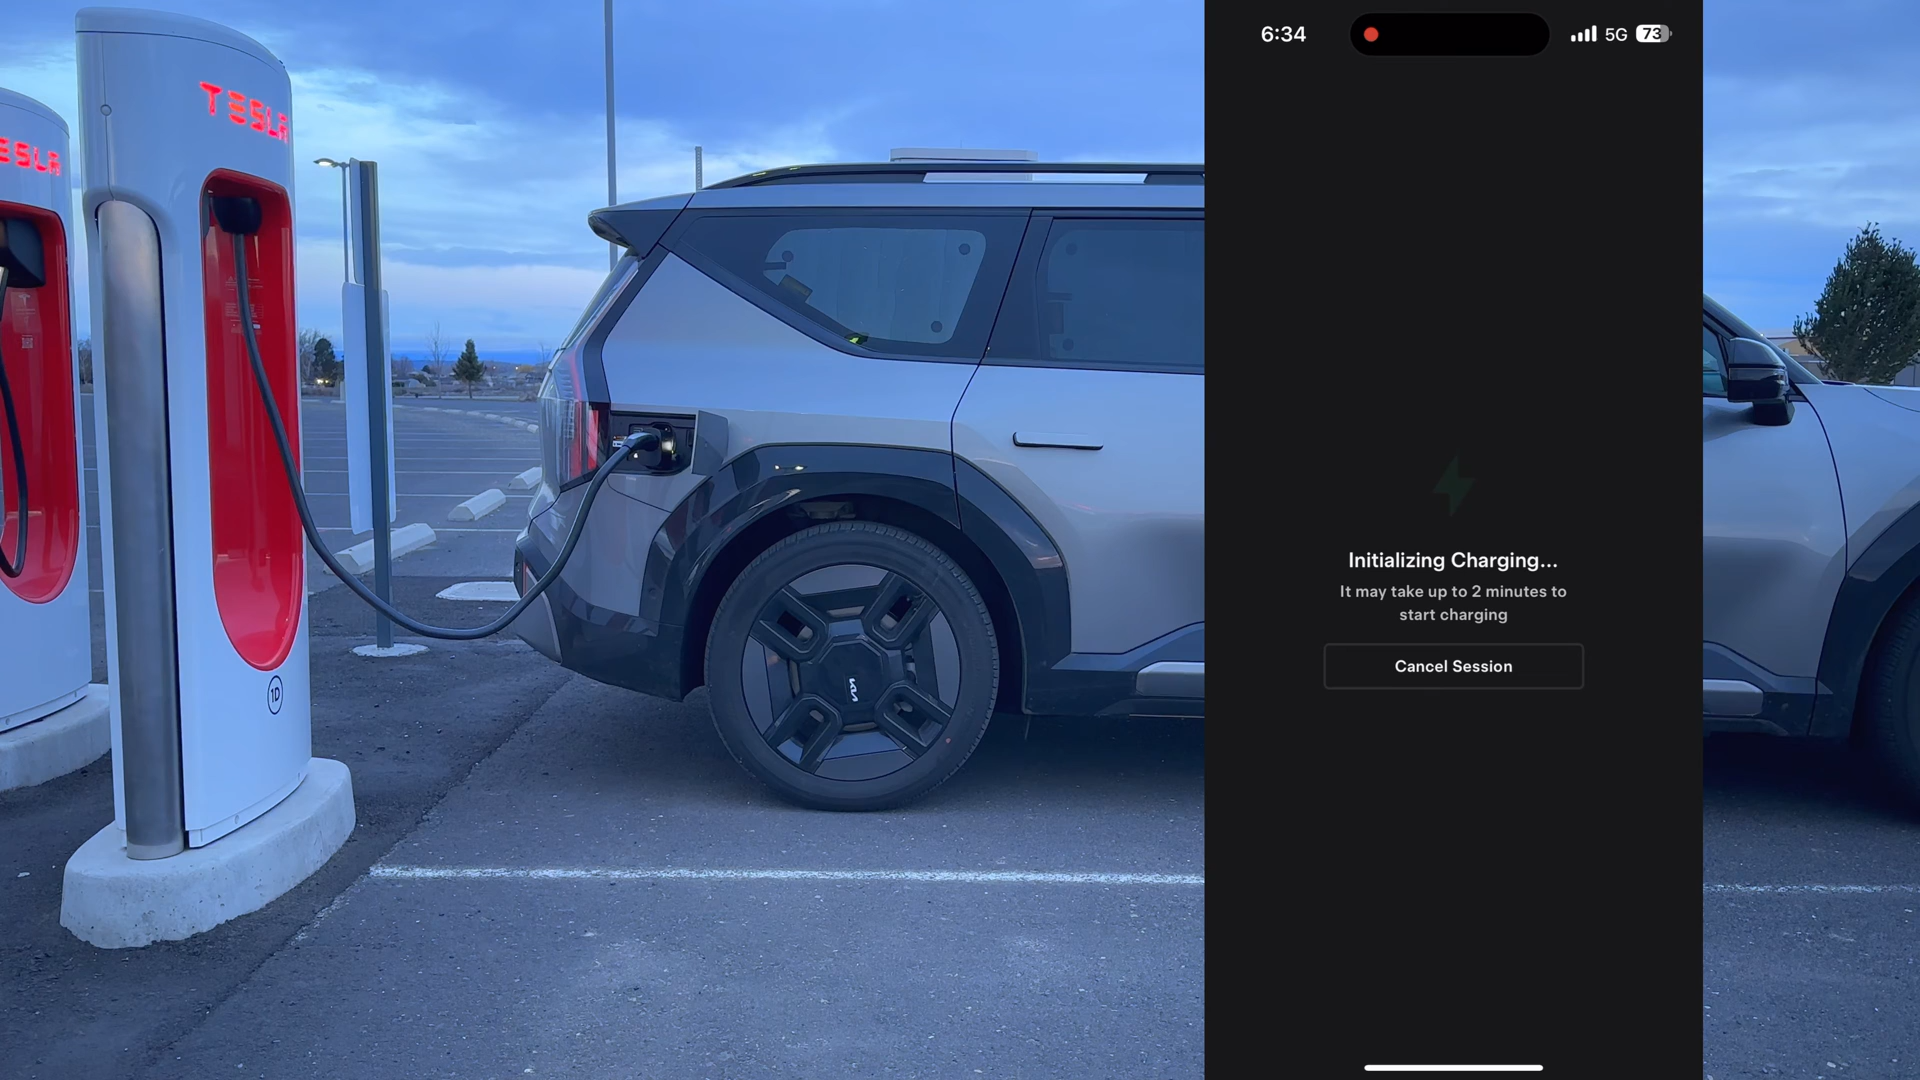 TESLA
ESLA
1D
KIA
6:34
5G
73
Initializing Charging...
It may take up to 2 minutes to
start charging
Cancel Session